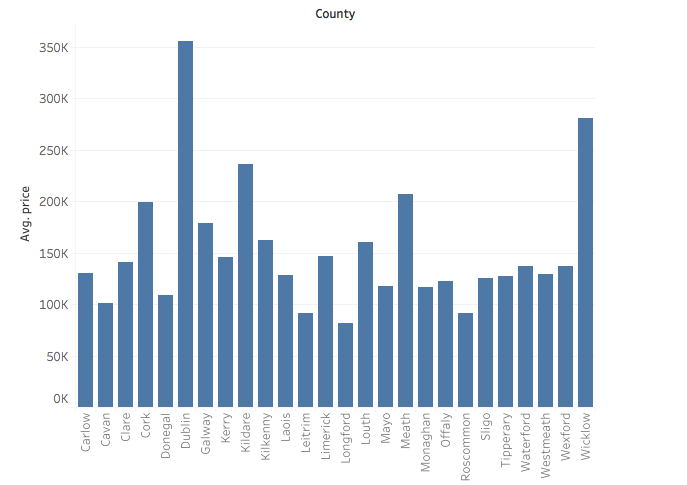 County
350K
300K
250K
200K
150K
100K
50K
0K
Avg. price
Carlow
Cavan
Clare
Cork
Donegal
Dublin
Galway
Kerry
Kildare
Kilkenny
Laois
Leitrim
Limerick
Longford
Louth
Mayo
Meath
Monaghan
Offaly
Roscommon
Sligo
Tipperary
Waterford
Westmeath
Wexford
Wicklow